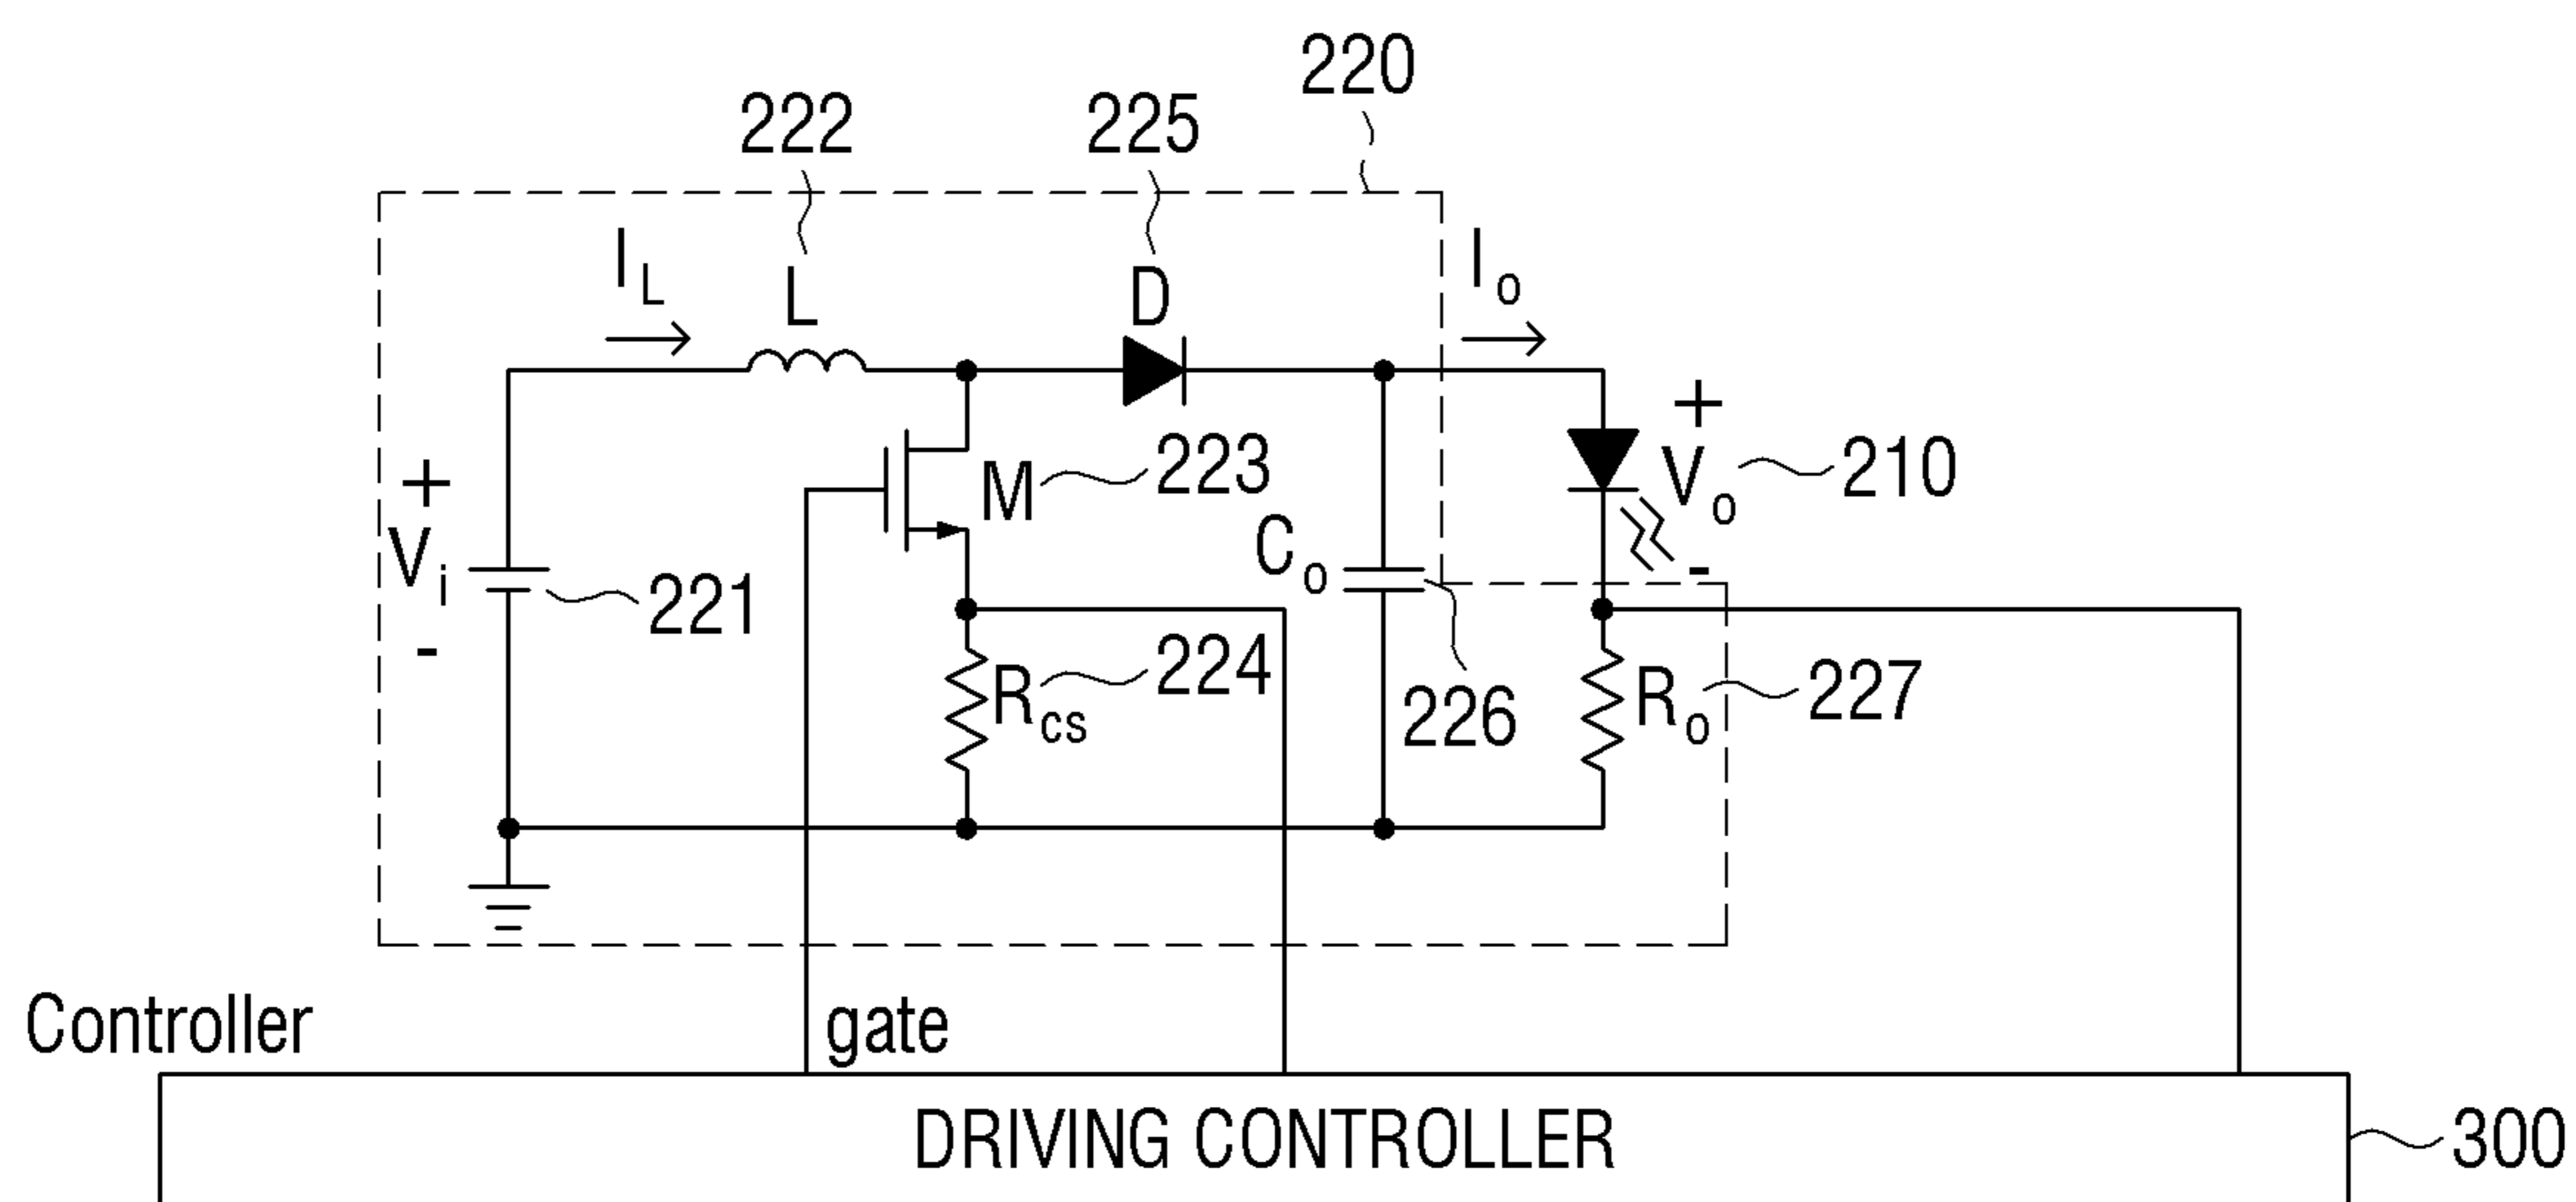 220
222
225
I_L
L
D
I_o
+
V_i
-
221
M
223
C_o
+
V_o
-
210
R_cs
224
226
R_o
227
Controller
gate
DRIVING CONTROLLER
300